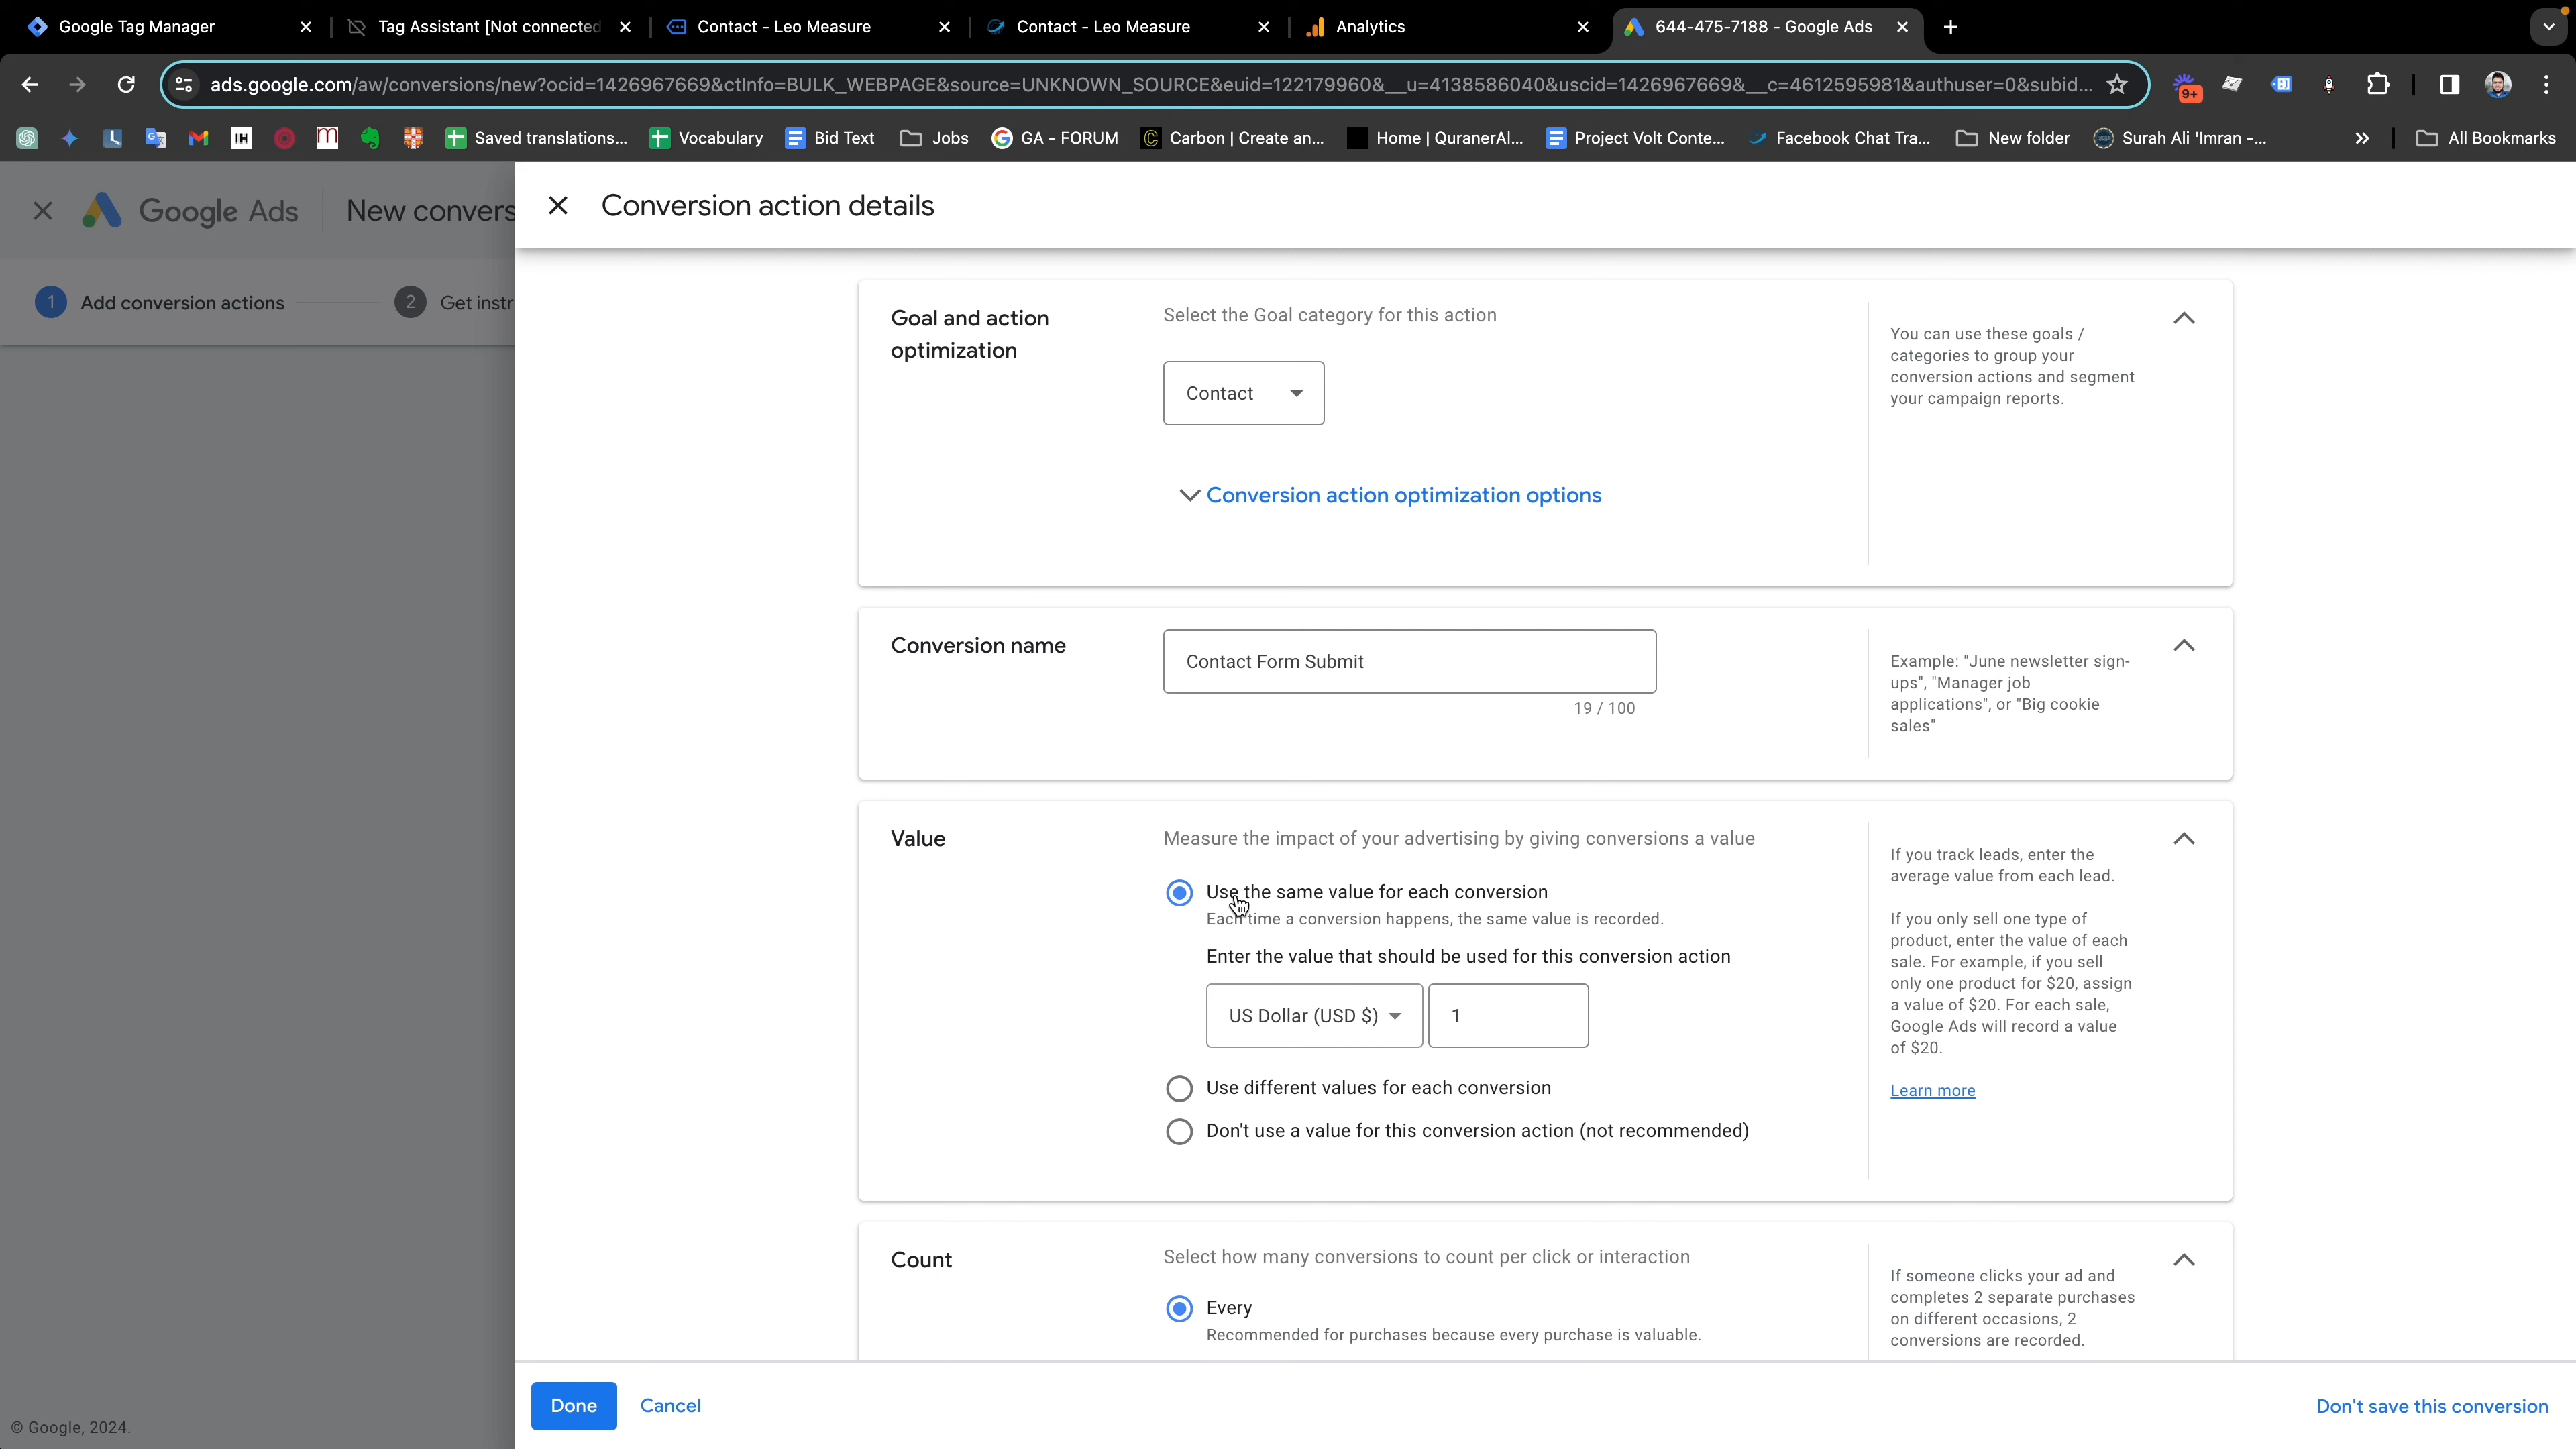 Google Tag Manager
Tag Assistant [Not connected
Contact - Leo Measure
Contact - Leo Measure
Analytics
644-475-7188 - Google Ads
ads.google.com/aw/conversions/new?ocid=1426967669&ctInfo=BULK_WEBPAGE&source=UNKNOWN_SOURCE&euid=122179960&__u=4138586040&uscid=1426967669&__c=4612595981&authuser=0&subid...
9+
IH
Saved translations...
Vocabulary
Bid Text
Jobs
GA - FORUM
Carbon | Create an...
Home | QuranerAl...
Project Volt Conte...
Facebook Chat Tra...
New folder
Surah Ali 'Imran -...
All Bookmarks
Google Ads
New convers
1 Add conversion actions
2 Get instr
Conversion action details
Goal and action
optimization
Select the Goal category for this action
Contact
Conversion action optimization options
You can use these goals /
categories to group your
conversion actions and segment
your campaign reports.
Conversion name
Contact Form Submit
19 / 100
Example: "June newsletter sign-
ups", "Manager job
applications", or "Big cookie
sales"
Value
Measure the impact of your advertising by giving conversions a value
Use the same value for each conversion
Each time a conversion happens, the same value is recorded.
Enter the value that should be used for this conversion action
US Dollar (USD $)
1
Use different values for each conversion
Don't use a value for this conversion action (not recommended)
If you track leads, enter the
average value from each lead.
If you only sell one type of
product, enter the value of each
sale. For example, if you sell
only one product for $20, assign
a value of $20. For each sale,
Google Ads will record a value
of $20.
Learn more
Count
Select how many conversions to count per click or interaction
Every
Recommended for purchases because every purchase is valuable.
If someone clicks your ad and
completes 2 separate purchases
on different occasions, 2
conversions are recorded.
Done
Cancel
Don't save this conversion
© Google, 2024.